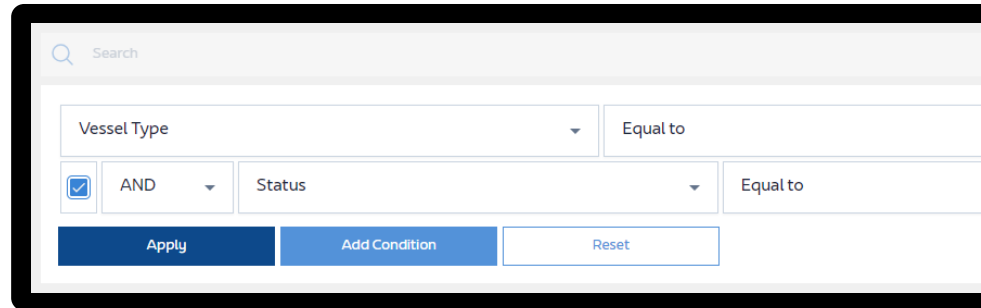 Search
Vessel Type Equal to
AND Status Equal to
Apply Add Condition Reset